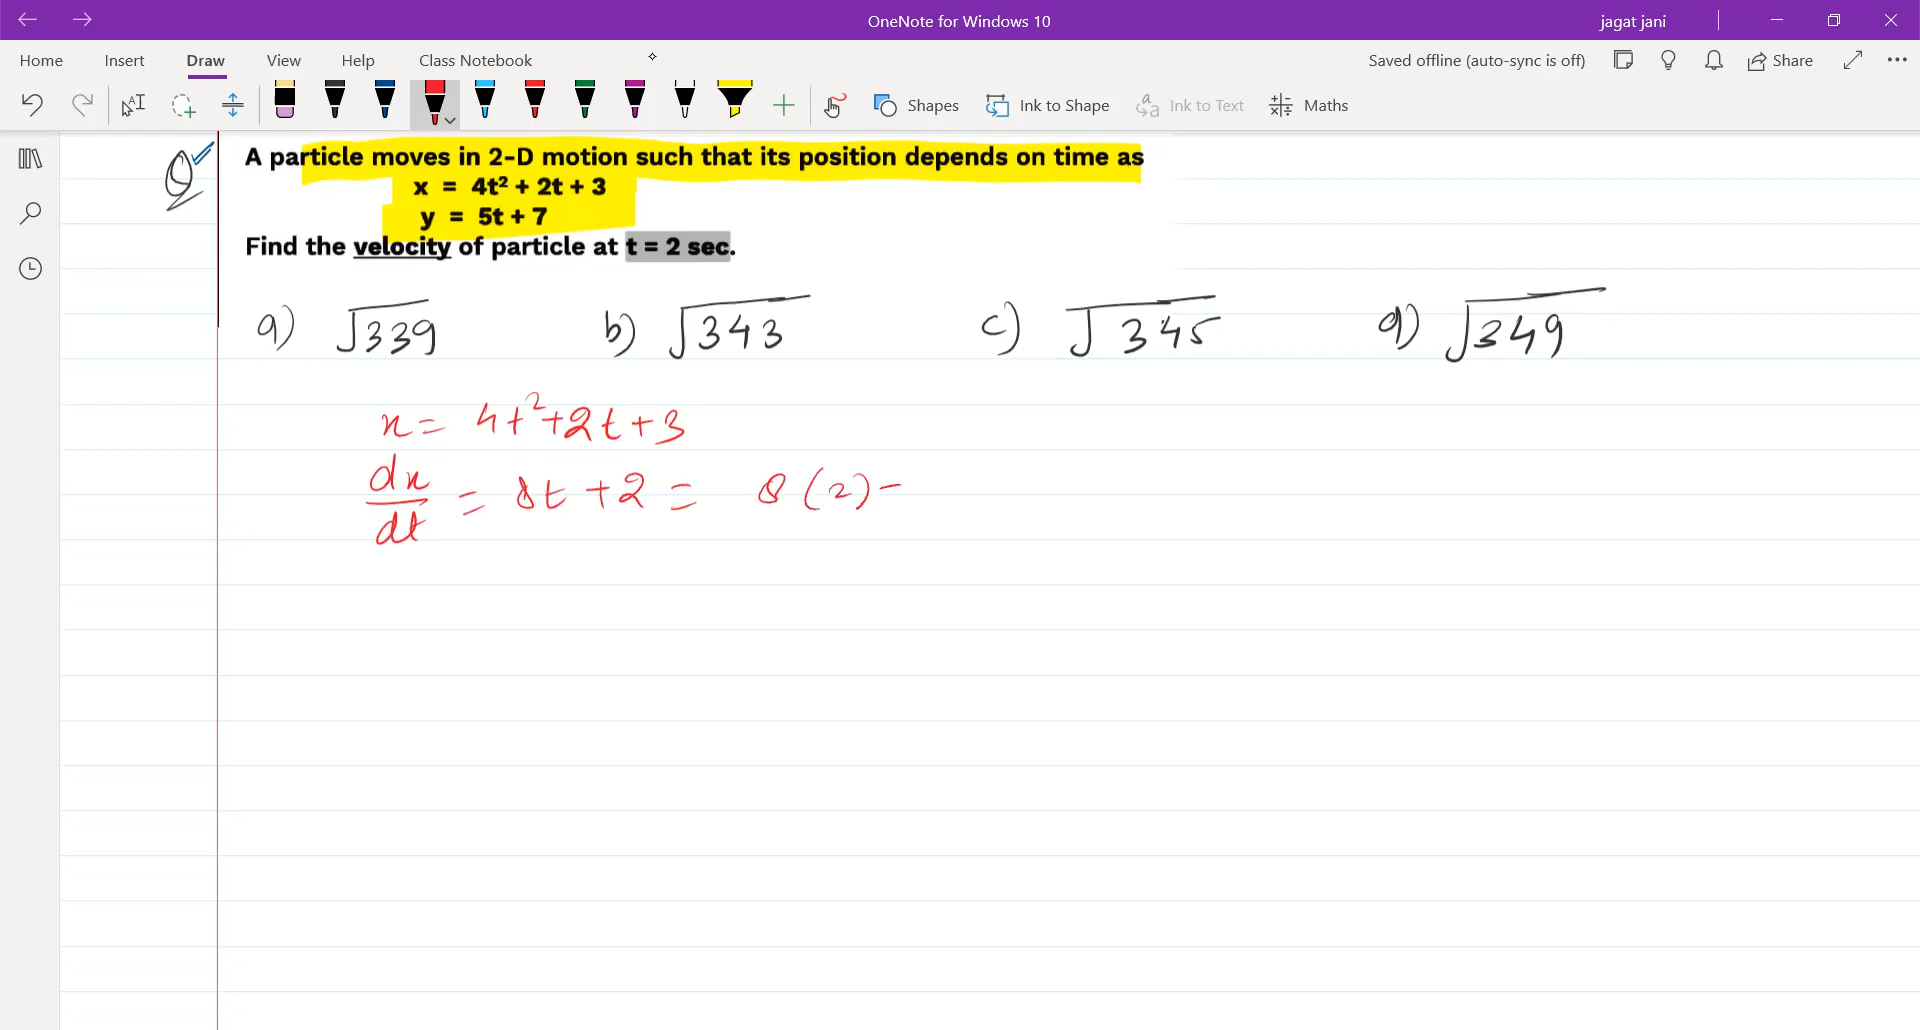 OneNote for Windows 10
jagat jani
Home Insert Draw View Help Class Notebook
Saved offline (auto-sync is off) Share
Shapes Ink to Shape Ink to Text Maths
Q
A particle moves in 2-D motion such that its position depends on time as
x = 4t² + 2t + 3
y = 5t + 7
Find the velocity of particle at t = 2 sec.
a) √339 b) √343 c) √345 d) √349
x = 4t²+2t+3
dx/dt = 8t+2 = 8(2)-